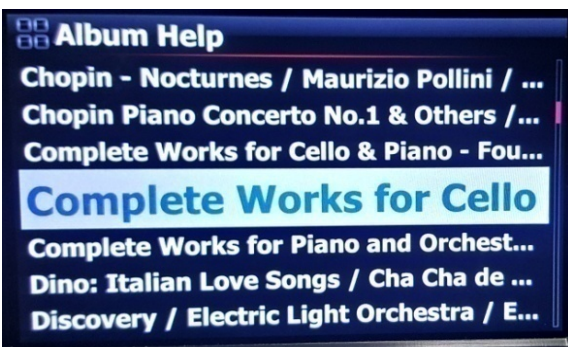 Album Help
Chopin - Nocturnes / Maurizio Pollini / ...
Chopin Piano Concerto No.1 & Others /...
Complete Works for Cello & Piano - Fou...
Complete Works for Cello
Complete Works for Piano and Orchest...
Dino: Italian Love Songs / Cha Cha de ...
Discovery / Electric Light Orchestra / E...